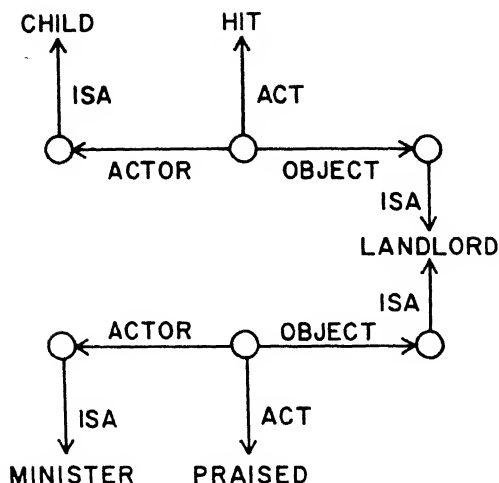 CHILD HIT
ISA ACT
ACTOR OBJECT
ISA
LANDLORD
ISA
ACTOR OBJECT
ISA ACT
MINISTER PRAISED